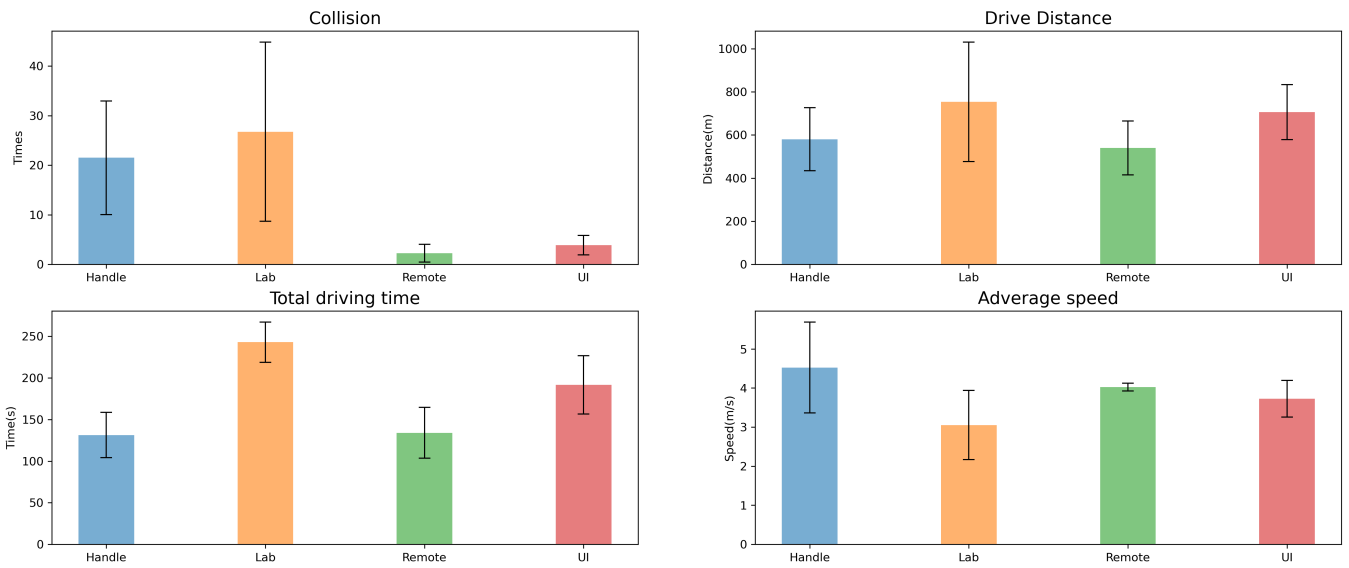 Collision
Times
40
30
20
10
0
Handle Lab Remote UI
Drive Distance
Distance(m)
1000
800
600
400
200
0
Handle Lab Remote UI
Total driving time
Time(s)
250
200
150
100
50
0
Handle Lab Remote UI
Adverage speed
Speed(m/s)
5
4
3
2
1
0
Handle Lab Remote UI